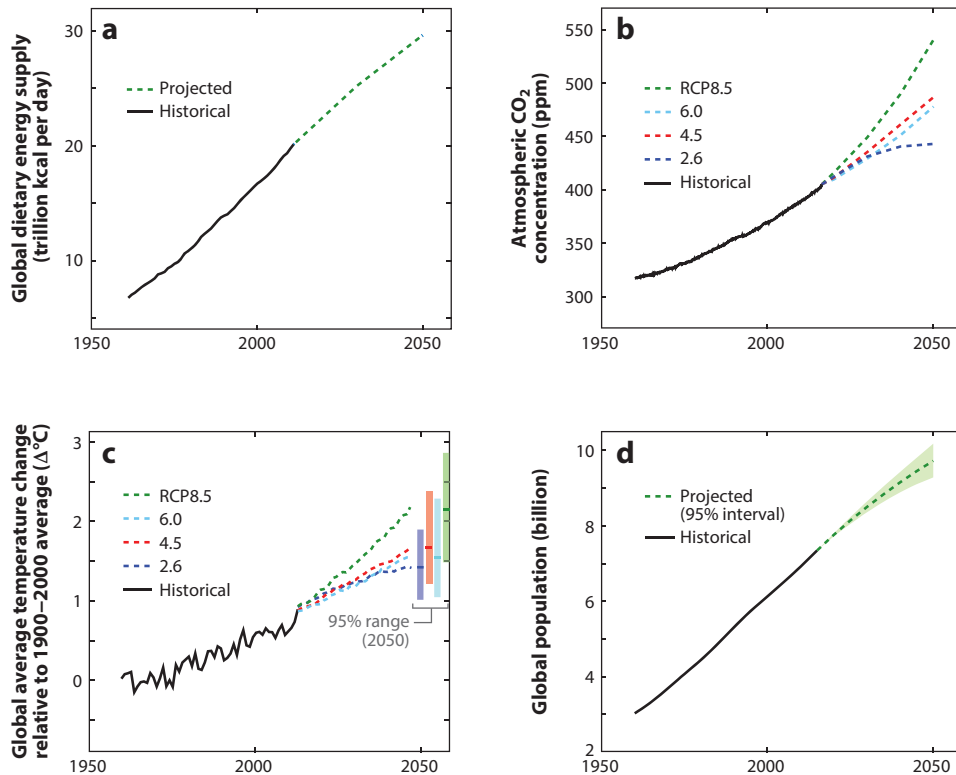 a
Global dietary energy supply
(trillion kcal per day)
30
20
10
Projected
Historical
1950
2000
2050
b
Atmospheric CO2
concentration (ppm)
550
500
450
400
350
300
RCP8.5
6.0
4.5
2.6
Historical
1950
2000
2050
c
Global average temperature change
relative to 1900–2000 average (Δ°C)
3
2
1
0
RCP8.5
6.0
4.5
2.6
Historical
95% range
(2050)
1950
2000
2050
d
Global population (billion)
10
8
6
4
2
Projected
(95% interval)
Historical
1950
2000
2050